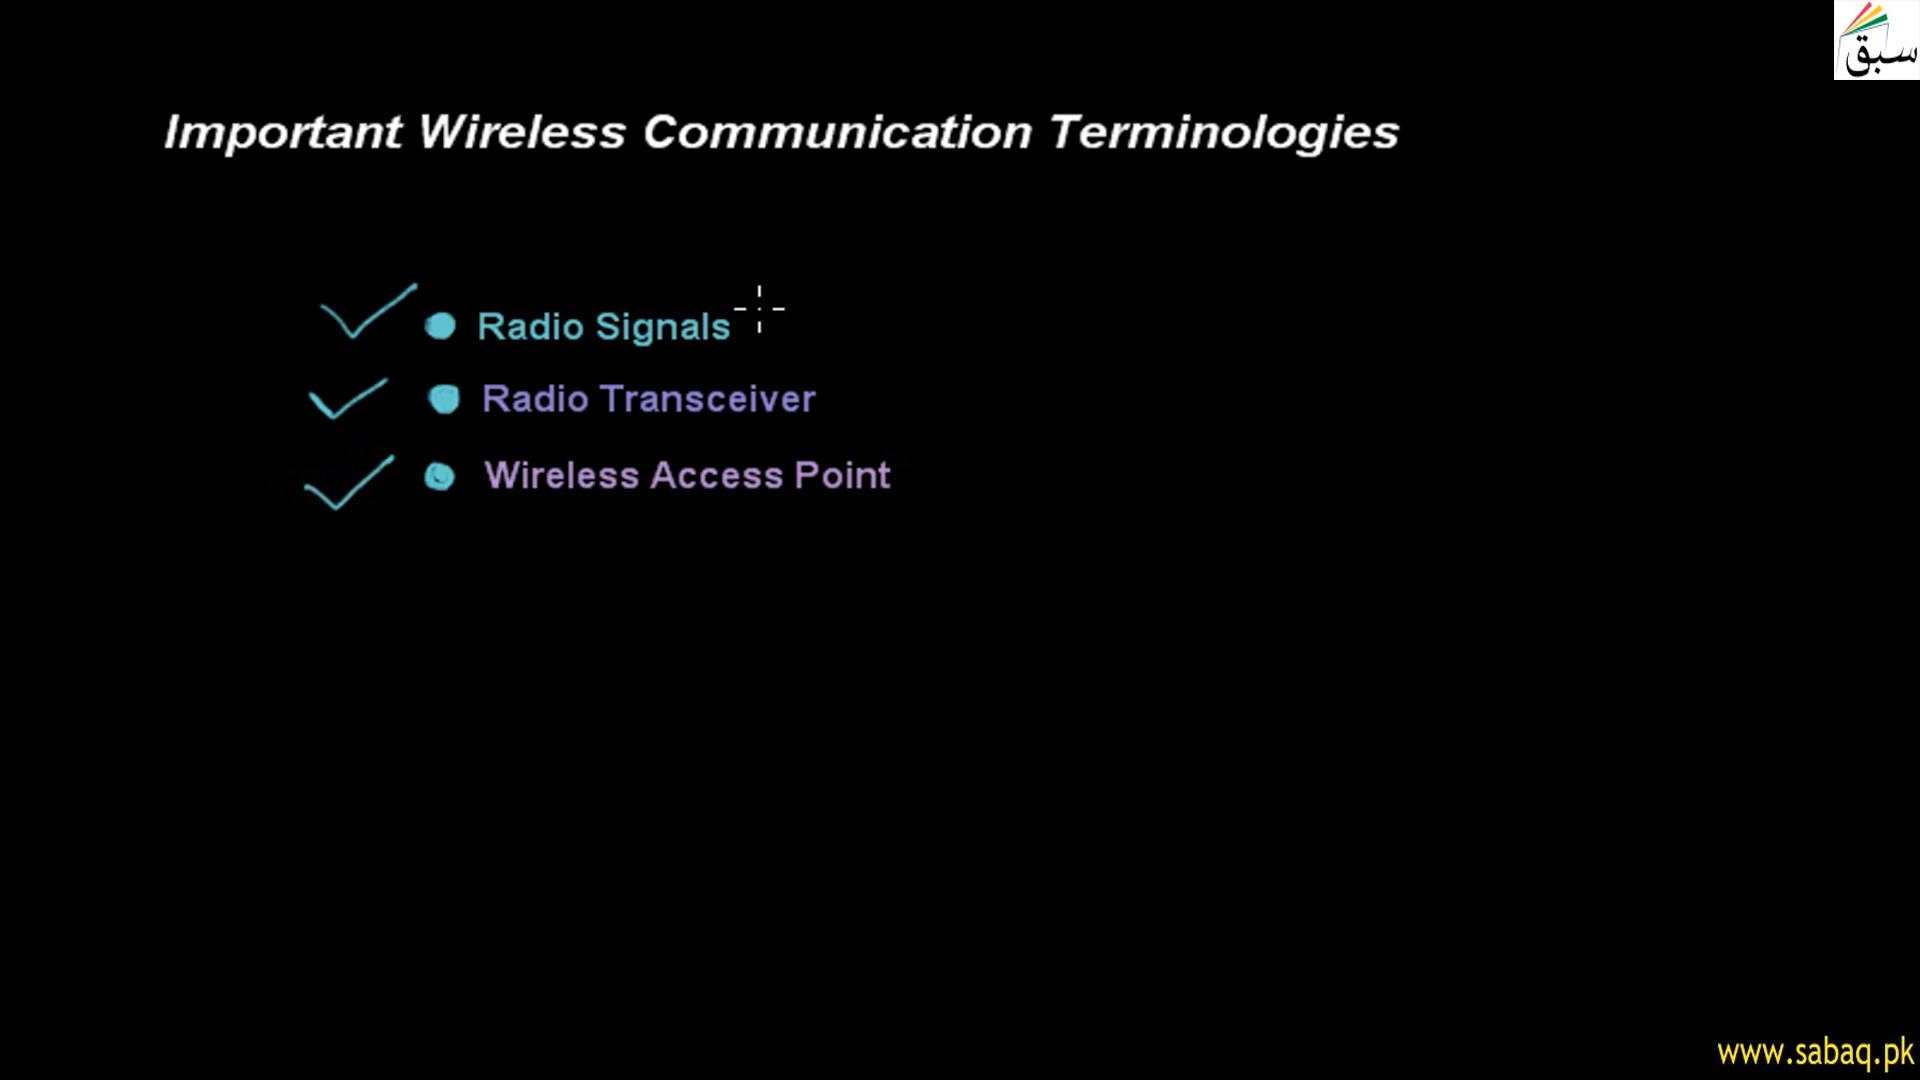 سبق
Important Wireless Communication Terminologies
Radio Signals
Radio Transceiver
Wireless Access Point
www.sabaq.pk